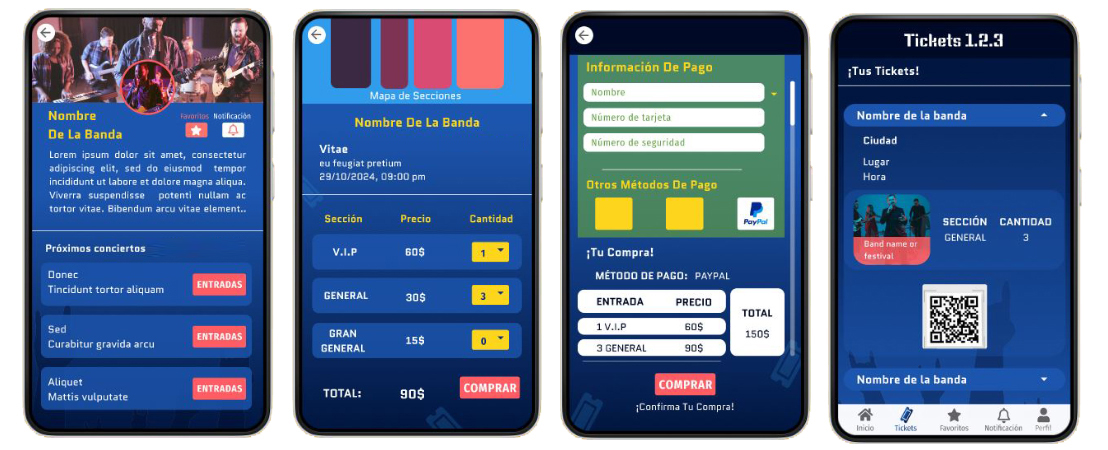 Nombre
De La Banda
Favoritos Notificación
Lorem ipsum dolor sit amet, consectetur
adipiscing elit, sed do eiusmod tempor
incididunt ut labore et dolore magna aliqua.
Viverra suspendisse potenti nullam ac
tortor vitae. Bibendum arcu vitae element..
Próximos conciertos
Donec
Tincidunt tortor aliquam
ENTRADAS
Sed
Curabitur gravida arcu
ENTRADAS
Aliquet
Mattis vulputate
ENTRADAS
Mapa de Secciones
Nombre De La Banda
Vitae
eu feugiat pretium
29/10/2024, 09:00 pm
Sección Precio Cantidad
V.I.P 60$ 1
GENERAL 30$ 3
GRAN
GENERAL 15$ 0
TOTAL: 90$ COMPRAR
Información De Pago
Nombre
Número de tarjeta
Número de seguridad
Otros Métodos De Pago
PayPal
¡Tu Compra!
MÉTODO DE PAGO: PAYPAL
ENTRADA PRECIO
1 V.I.P 60$
3 GENERAL 90$
TOTAL
150$
COMPRAR
¡Confirma Tu Compra!
Tickets 1.2.3
¡Tus Tickets!
Nombre de la banda
Ciudad
Lugar
Hora
Band name or
festival
SECCIÓN CANTIDAD
GENERAL 3
Nombre de la banda
Inicio Tickets Favoritos Notificación Perfil